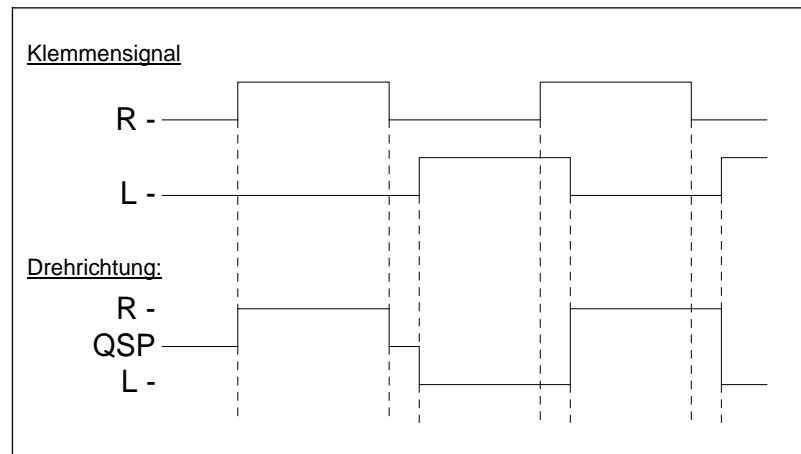 Klemmensignal
R -
L -
Drehrichtung:
R -
QSP
L -